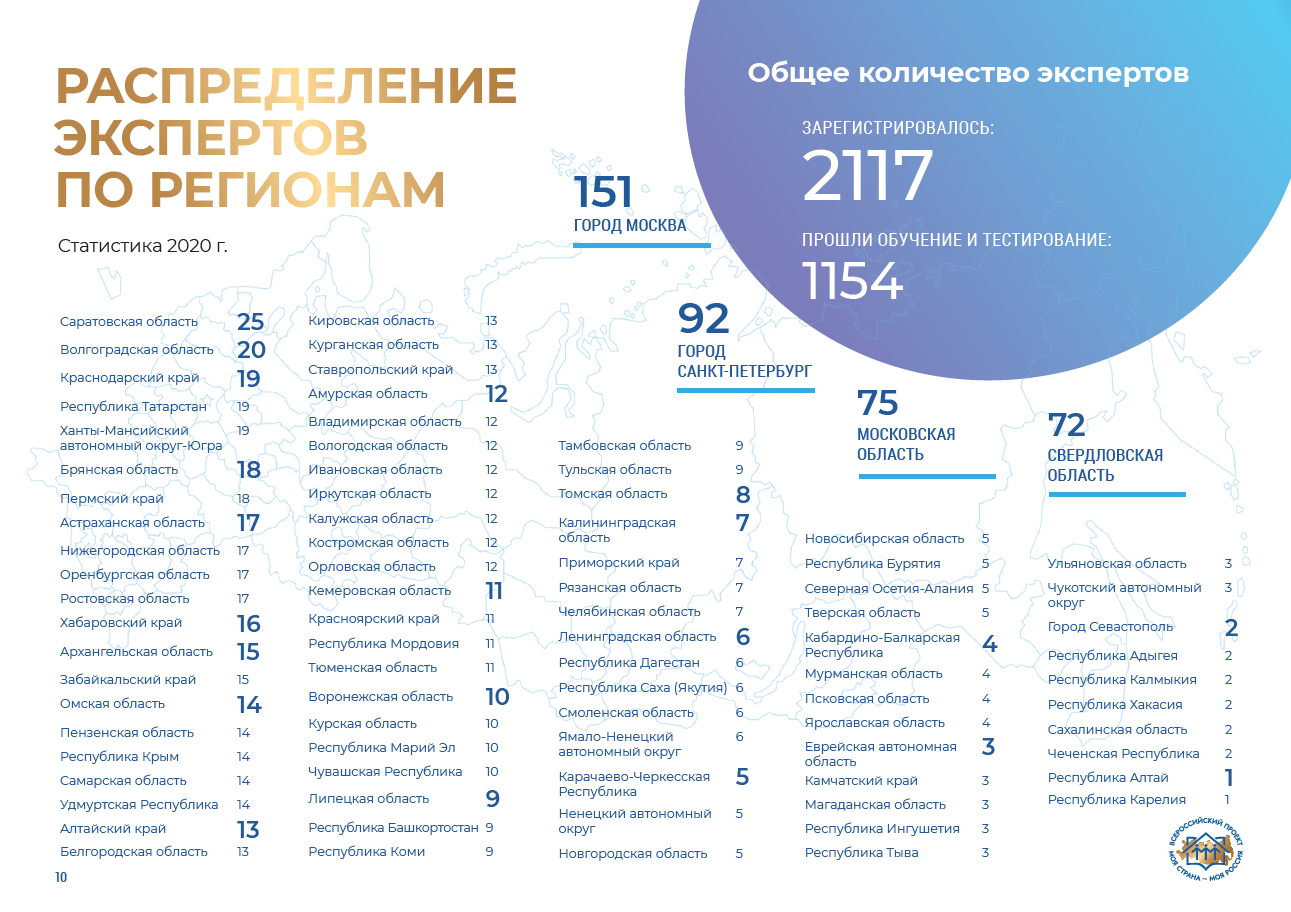 РАСПРЕДЕЛЕНИЕ
ЭКСПЕРТОВ
ПО РЕГИОНАМ
Статистика 2020 г.
Общее количество экспертов
ЗАРЕГИСТРИРОВАЛОСЬ:
2117
ПРОШЛИ ОБУЧЕНИЕ И ТЕСТИРОВАНИЕ:
1154
151
ГОРОД МОСКВА
92
ГОРОД
САНКТ-ПЕТЕРБУРГ
75
МОСКОВСКАЯ
ОБЛАСТЬ
72
СВЕРДЛОВСКАЯ
ОБЛАСТЬ
Саратовская область 25
Волгоградская область 20
Краснодарский край 19
Республика Татарстан 19
Ханты-Мансийский 19
автономный округ-Югра
Брянская область 18
Пермский край 18
Астраханская область 17
Нижегородская область 17
Оренбургская область 17
Ростовская область 17
Хабаровский край 16
Архангельская область 15
Забайкальский край 15
Омская область 14
Пензенская область 14
Республика Крым 14
Самарская область 14
Удмуртская Республика 14
Алтайский край 13
Белгородская область 13
Кировская область 13
Курганская область 13
Ставропольский край 13
Амурская область 12
Владимирская область 12
Вологодская область 12
Ивановская область 12
Иркутская область 12
Калужская область 12
Костромская область 12
Орловская область 12
Кемеровская область 11
Красноярский край 11
Республика Мордовия 11
Тюменская область 11
Воронежская область 10
Курская область 10
Республика Марий Эл 10
Чувашская Республика 10
Липецкая область 9
Республика Башкортостан 9
Республика Коми 9
Тамбовская область 9
Тульская область 9
Томская область 8
Калининградская 7
область
Приморский край 7
Рязанская область 7
Челябинская область 7
Ленинградская область 6
Республика Дагестан 6
Республика Саха (Якутия) 6
Смоленская область 6
Ямало-Ненецкий 6
автономный округ
Карачаево-Черкесская 5
Республика
Ненецкий автономный 5
округ
Новгородская область 5
Новосибирская область 5
Республика Бурятия 5
Северная Осетия-Алания 5
Тверская область 5
Кабардино-Балкарская 4
Республика
Мурманская область 4
Псковская область 4
Ярославская область 4
Еврейская автономная 3
область
Камчатский край 3
Магаданская область 3
Республика Ингушетия 3
Республика Тыва 3
Ульяновская область 3
Чукотский автономный 3
округ
Город Севастополь 2
Республика Адыгея 2
Республика Калмыкия 2
Республика Хакасия 2
Сахалинская область 2
Чеченская Республика 2
Республика Алтай 1
Республика Карелия 1
ВСЕРОССИЙСКИЙ ПРОЕКТ
МОЯ СТРАНА – МОЯ РОССИЯ
10